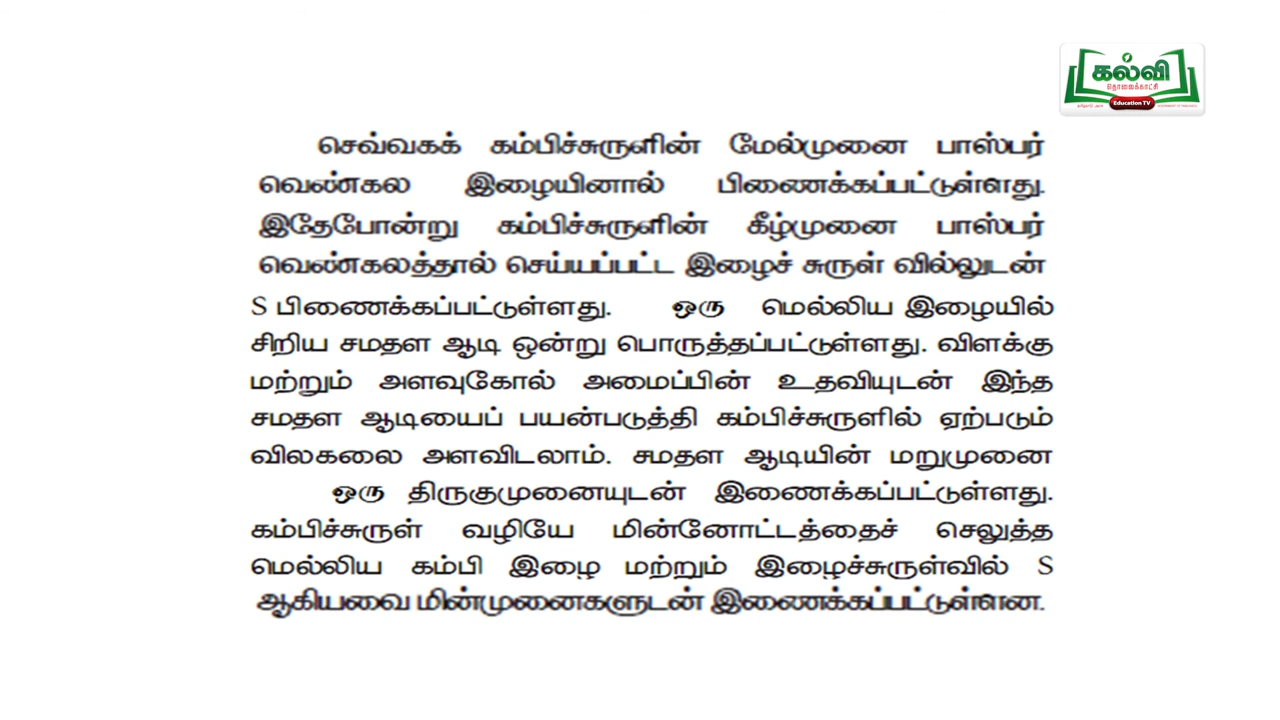 கல்வி
தொலைக்காட்சி
Education TV
செவ்வகக் கம்பிச்சுருளின் மேல்முனை பாஸ்பர்
வெண்கல இழையினால் பிணைக்கப்பட்டுள்ளது.
இதேபோன்று கம்பிச்சுருளின் கீழ்முனை பாஸ்பர்
வெண்கலத்தால் செய்யப்பட்ட இழைச் சுருள் வில்லுடன்
S பிணைக்கப்பட்டுள்ளது. ஒரு மெல்லிய இழையில்
சிறிய சமதள ஆடி ஒன்று பொருத்தப்பட்டுள்ளது. விளக்கு
மற்றும் அளவுகோல் அமைப்பின் உதவியுடன் இந்த
சமதள ஆடியைப் பயன்படுத்தி கம்பிச்சுருளில் ஏற்படும்
விலகலை அளவிடலாம். சமதள ஆடியின் மறுமுனை
ஒரு திருகுமுனையுடன் இணைக்கப்பட்டுள்ளது.
கம்பிச்சுருள் வழியே மின்னோட்டத்தைச் செலுத்த
மெல்லிய கம்பி இழை மற்றும் இழைச்சுருள்வில் S
ஆகியவை மின்முனைகளுடன் இணைக்கப்பட்டுள்ளன.